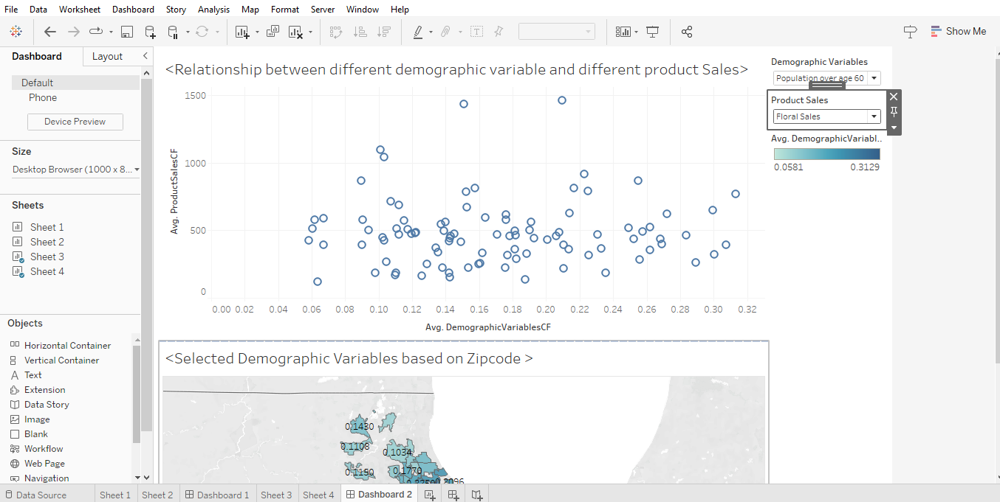 File Data Worksheet Dashboard Story Analysis Map Format Server Window Help
Show Me
Dashboard Layout
Default
Phone
Device Preview
Size
Desktop Browser (1000 x 8...
Sheets
Sheet 1
Sheet 2
Sheet 3
Sheet 4
Objects
Horizontal Container
Vertical Container
Text
Extension
Data Story
Image
Blank
Workflow
Web Page
Navigation
<Relationship between different demographic variable and different product Sales>
Avg. ProductSalesCF
1500
1000
500
0
0.00 0.02 0.04 0.06 0.08 0.10 0.12 0.14 0.16 0.18 0.20 0.22 0.24 0.26 0.28 0.30 0.32
Avg. DemographicVariablesCF
Demographic Variables
Population over age 60
Product Sales
Floral Sales
Avg. DemographicVariabl..
0.0581 0.3129
<Selected Demographic Variables based on Zipcode >
0.1430
0.1108
0.1034
0.1150
0.1770
Data Source Sheet 1 Sheet 2 Dashboard 1 Sheet 3 Sheet 4 Dashboard 2